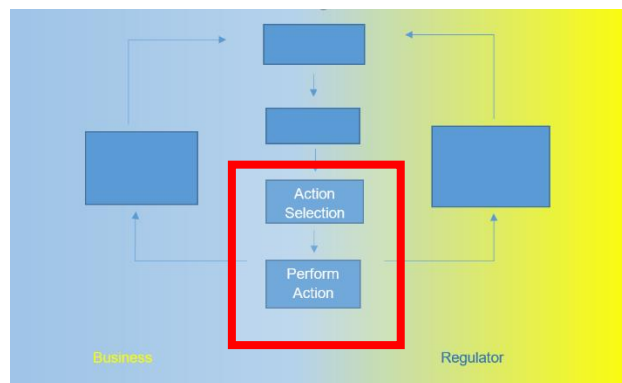 Action
Selection
Perform
Action
Business
Regulator